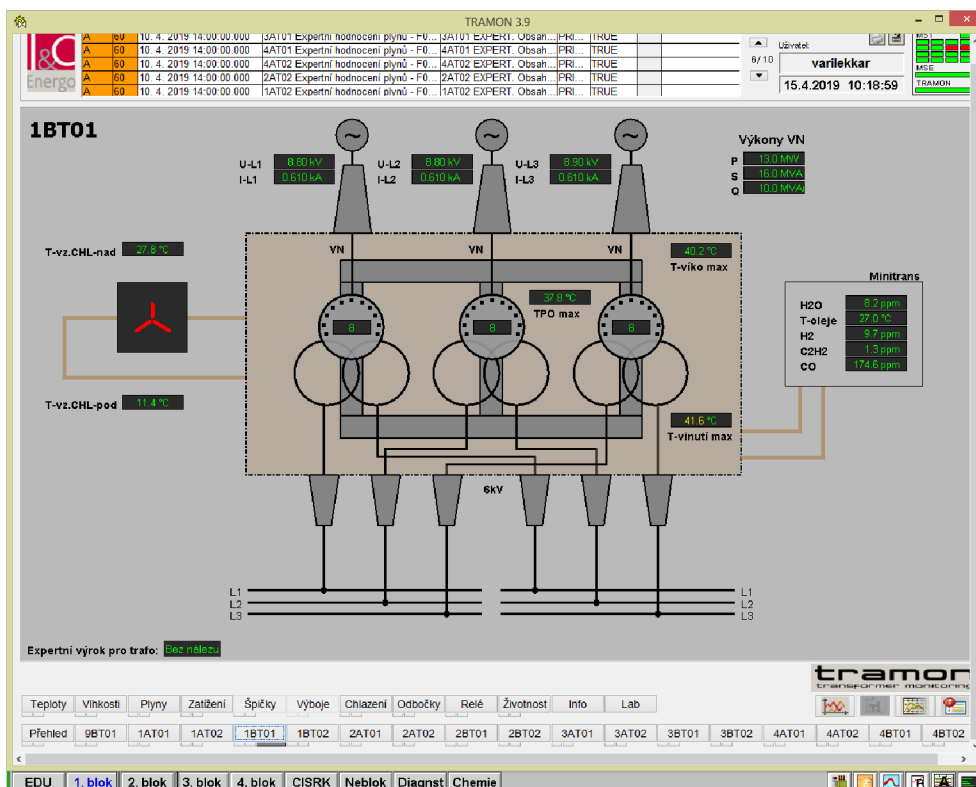 TRAMON 3.9
A 60 10. 4. 2019 14:00:00.000 3AT01 Expertní hodnocení plynů - F0... 3AT01 EXPERT. Obsah... PRI... TRUE
A 60 10. 4. 2019 14:00:00.000 4AT01 Expertní hodnocení plynů - F0... 4AT01 EXPERT. Obsah... PRI... TRUE
A 60 10. 4. 2019 14:00:00.000 4AT02 Expertní hodnocení plynů - F0... 4AT02 EXPERT. Obsah... PRI... TRUE
A 60 10. 4. 2019 14:00:00.000 2AT02 Expertní hodnocení plynů - F0... 2AT02 EXPERT. Obsah... PRI... TRUE
A 60 10. 4. 2019 14:00:00.000 1AT02 Expertní hodnocení plynů - F0... 1AT02 EXPERT. Obsah... PRI... TRUE
I&C
Energo
6/10
Uživatel:
varilekkar
15.4.2019 10:18:59
MS1
MSE
TRAMON
1BT01
U-L1 8.80 kV U-L2 8.80 kV U-L3 8.90 kV
I-L1 0.610 kA I-L2 0.610 kA I-L3 0.610 kA
Výkony VN
P 13.0 MW
S 16.0 MVA
Q 10.0 MVAr
T-vz.CHL-nad 27.8 °C
VN VN VN
40.2 °C
T-víko max
37.8 °C
TPO max
8 8 8
Minitrans
H2O 8.2 ppm
T-oleje 27.0 °C
H2 9.7 ppm
C2H2 1.3 ppm
CO 174.6 ppm
T-vz.CHL-pod 11.4 °C
41.6 °C
T-vinutí max
6kV
L1 L1
L2 L2
L3 L3
Expertní výrok pro trafo: Bez nálezu
tramon
transformer monitoring
Teploty Vlhkosti Plyny Zatížení Špičky Výboje Chlazení Odbočky Relé Životnost Info Lab
Přehled 9BT01 1AT01 1AT02 1BT01 1BT02 2AT01 2AT02 2BT01 2BT02 3AT01 3AT02 3BT01 3BT02 4AT01 4AT02 4BT01 4BT02
EDU 1. blok 2. blok 3. blok 4. blok CISRK Neblok Diagnst Chemie